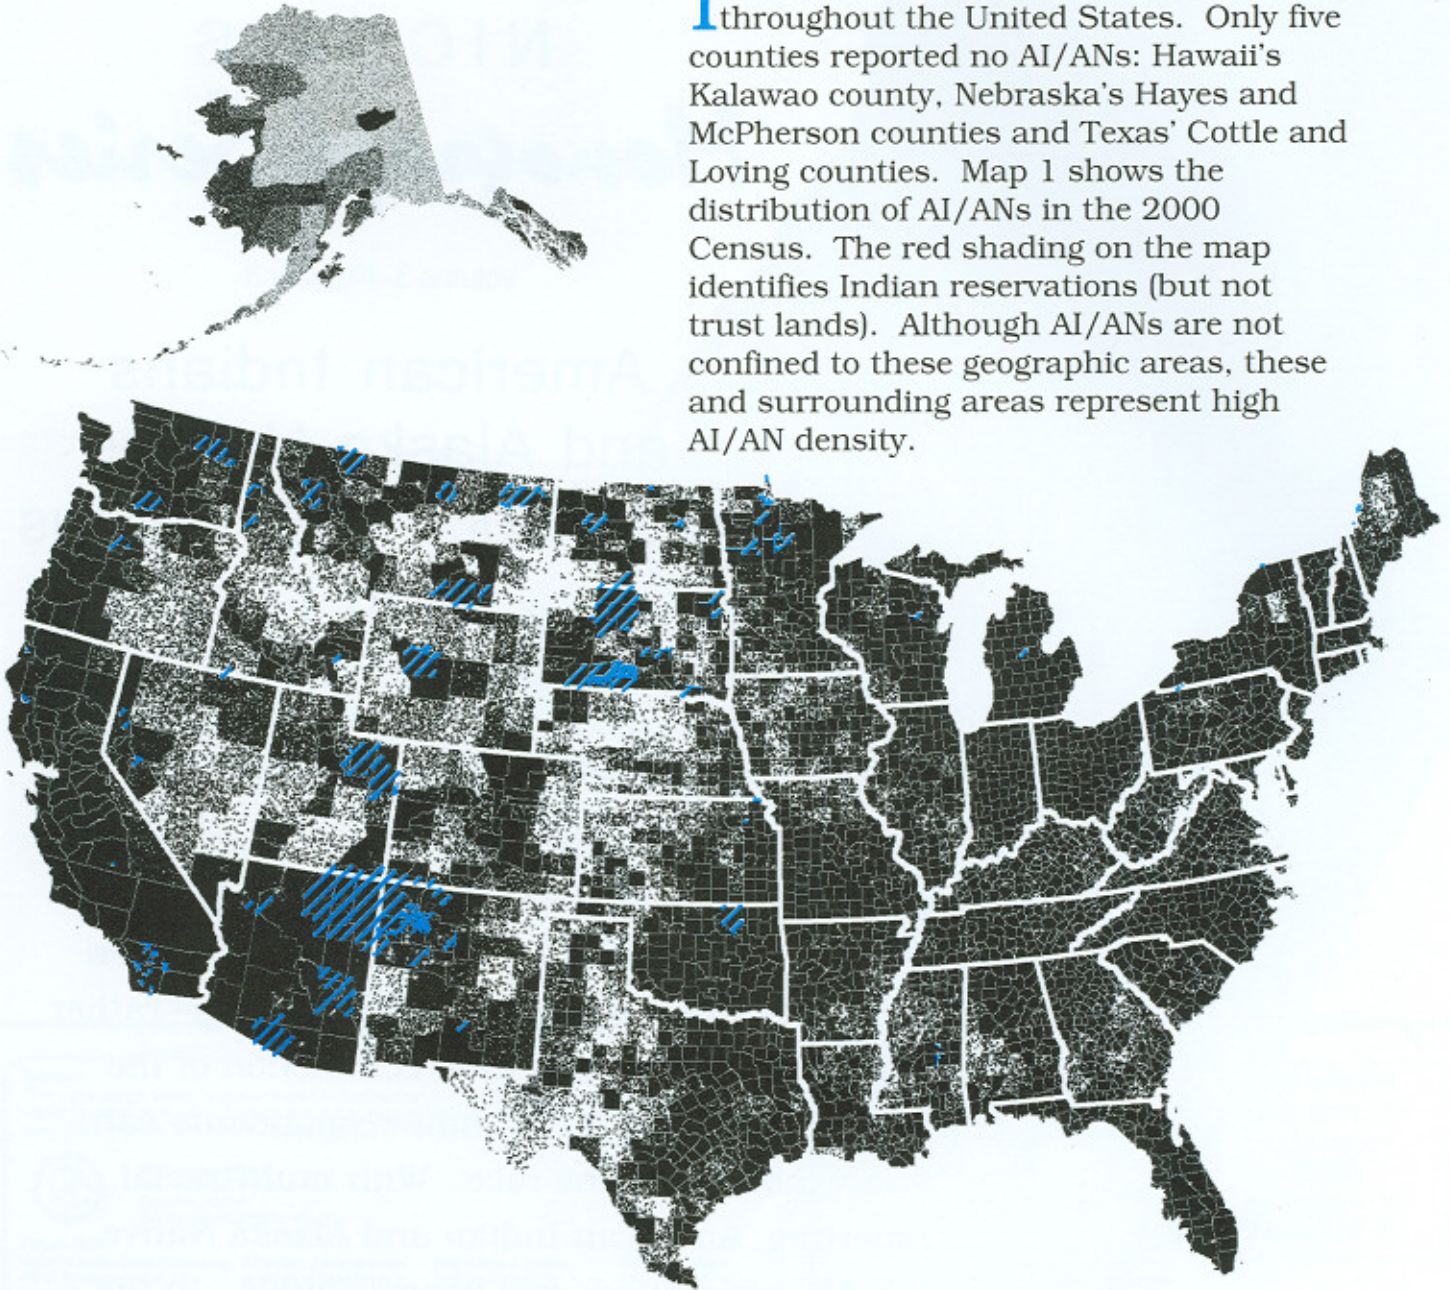 throughout the United States. Only five
counties reported no AI/ANs: Hawaii's
Kalawao county, Nebraska's Hayes and
McPherson counties and Texas' Cottle and
Loving counties. Map 1 shows the
distribution of AI/ANs in the 2000
Census. The red shading on the map
identifies Indian reservations (but not
trust lands). Although AI/ANs are not
confined to these geographic areas, these
and surrounding areas represent high
AI/AN density.